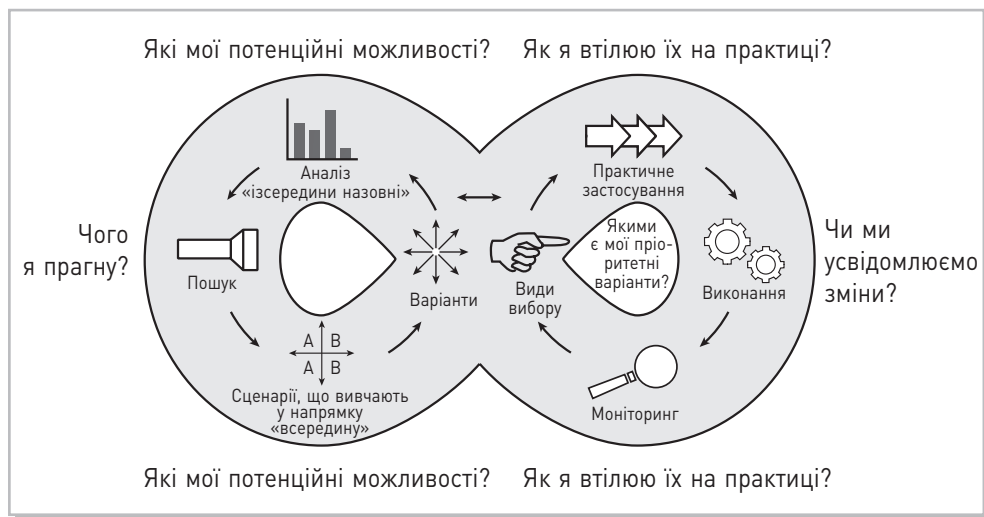 Які мої потенційні можливості?
Як я втілюю їх на практиці?
Аналіз
«ізсередини назовні»
Практичне
застосування
Чого
я прагну?
Пошук
Варіанти
Види
вибору
Якими
є мої пріо-
ритетні
варіанти?
Виконання
Чи ми
усвідомлюємо
зміни?
A B
A B
Сценарії, що вивчають
у напрямку
«всередину»
Моніторинг
Які мої потенційні можливості?
Як я втілюю їх на практиці?